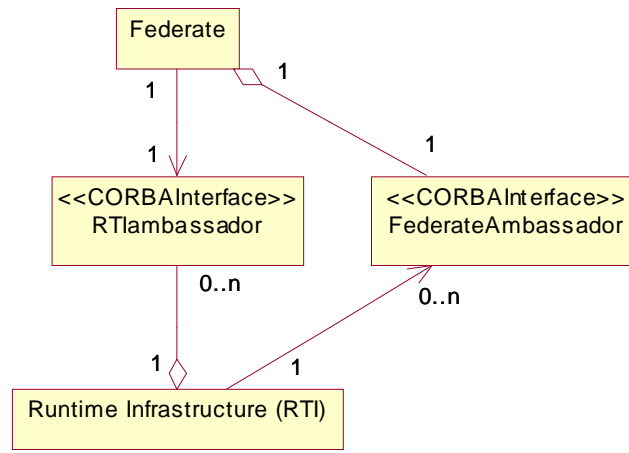 Federate
1
1
1
1
<<CORBAInterface>>
RTIambassador
<<CORBAInterface>>
FederateAmbassador
0..n
0..n
1
1
Runtime Infrastructure (RTI)